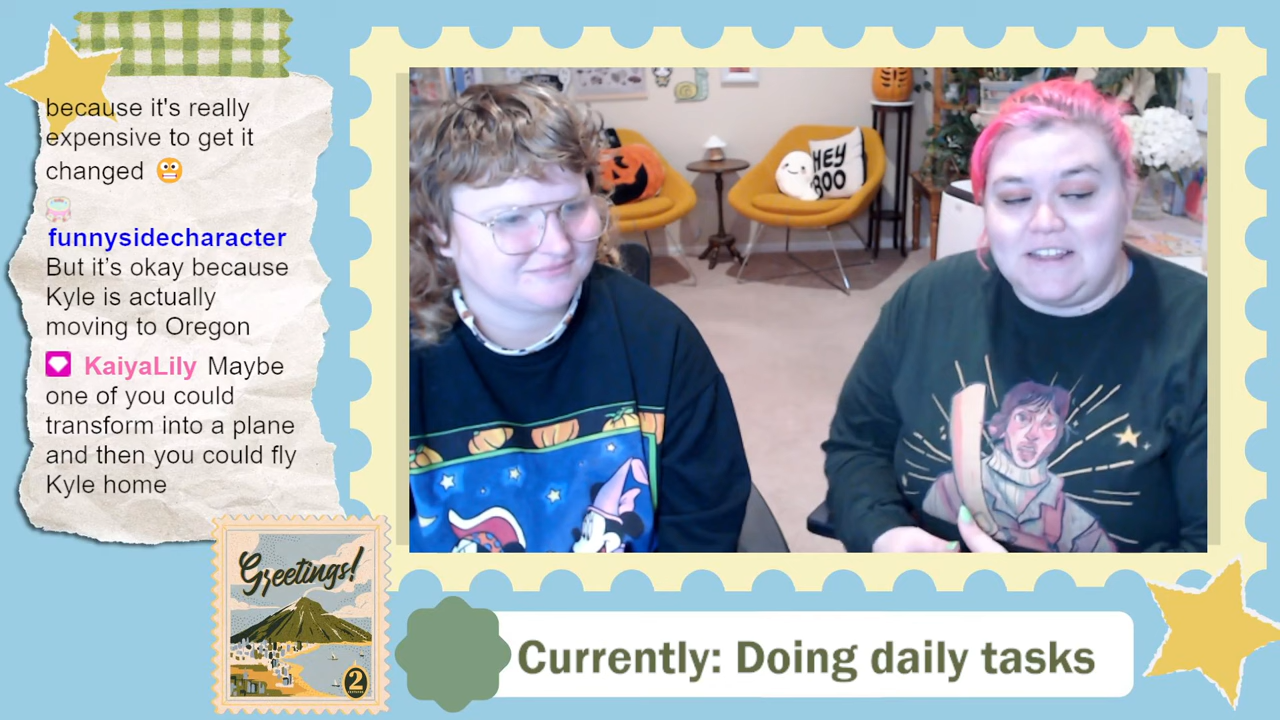 because it's really
expensive to get it
changed
funnysidecharacter
But it's okay because
Kyle is actually
moving to Oregon
KaiyaLily Maybe
one of you could
transform into a plane
and then you could fly
Kyle home
HEY
BOO
Greetings!
2
Currently: Doing daily tasks